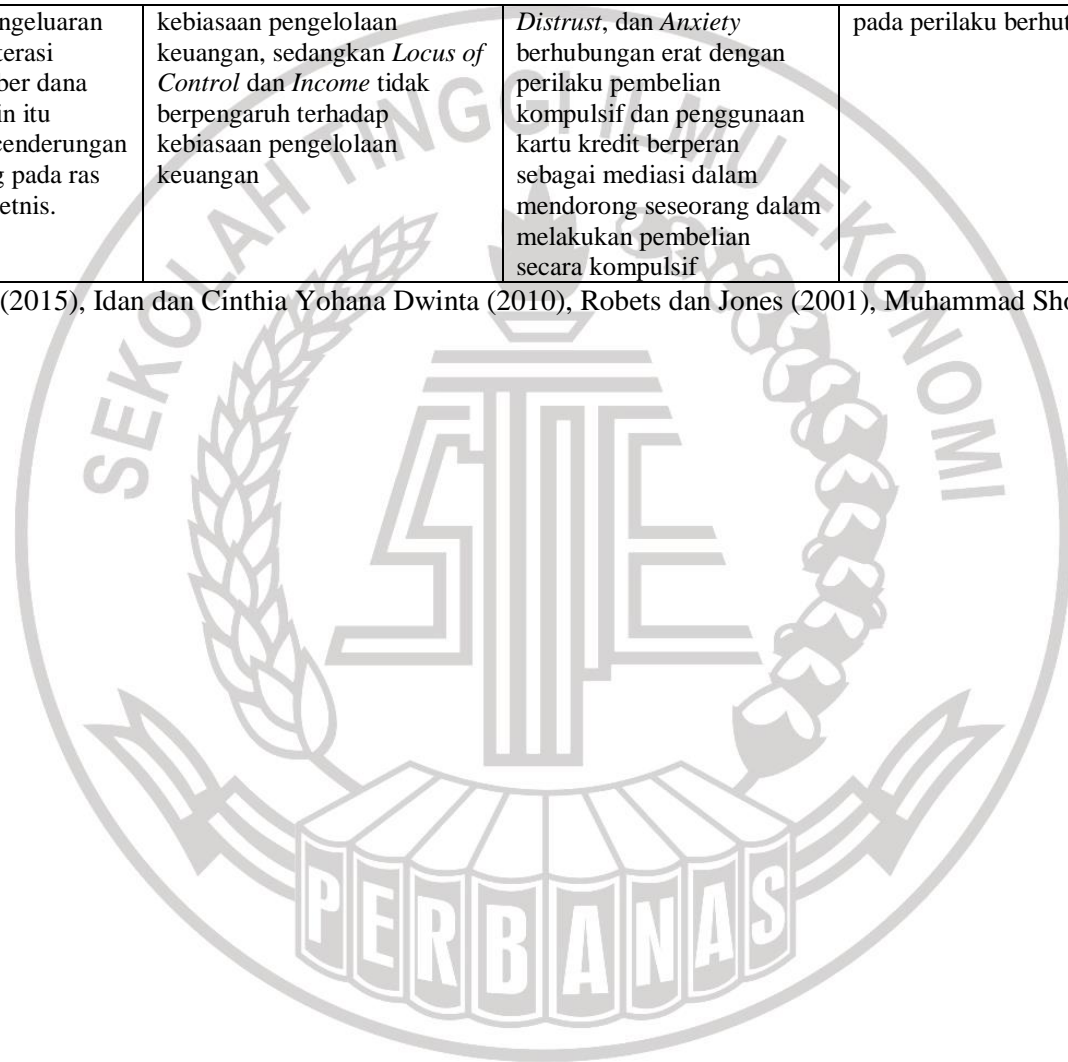 ngeluaran
terasi
ber dana
in itu
cenderungan
g pada ras
etnis.
kebiasaan pengelolaan
keuangan, sedangkan Locus of
Control dan Income tidak
berpengaruh terhadap
kebiasaan pengelolaan
keuangan
Distrust, dan Anxiety
berhubungan erat dengan
perilaku pembelian
kompulsif dan penggunaan
kartu kredit berperan
sebagai mediasi dalam
mendorong seseorang dalam
melakukan pembelian
secara kompulsif
pada perilaku berhut
(2015), Idan dan Cinthia Yohana Dwinta (2010), Robets dan Jones (2001), Muhammad Sho
SEKOLAH TINGGI ILMU EKONOMI
STIE
PERBANAS